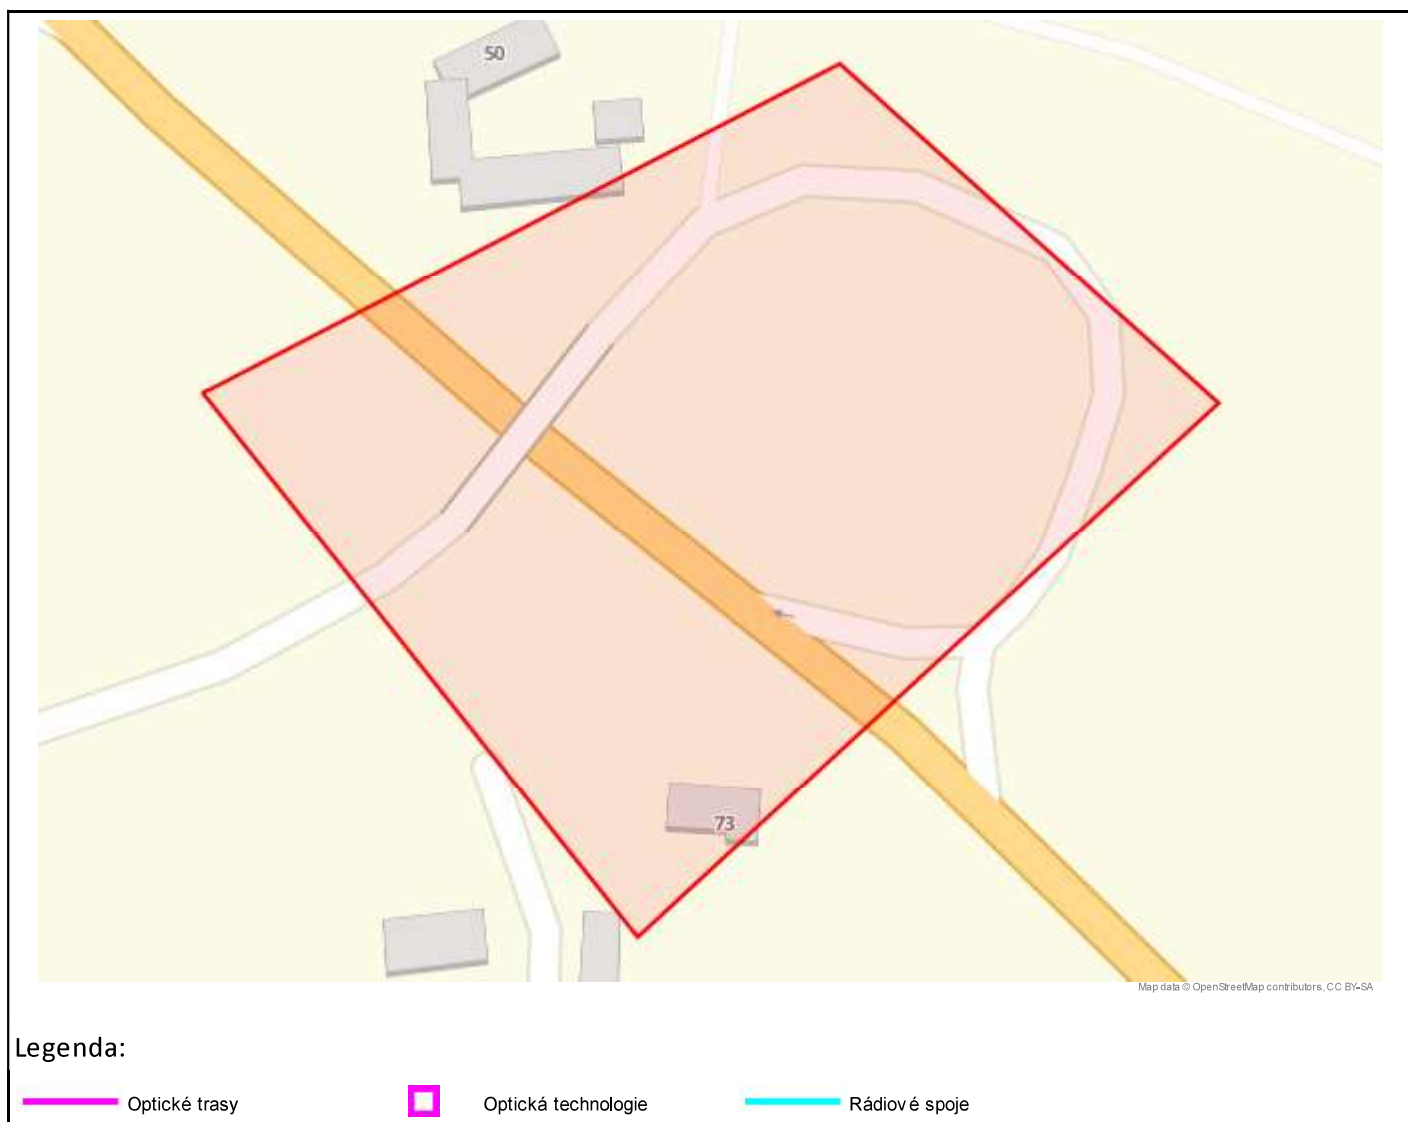 50
73
Map data © OpenStreetMap contributors, CC BY-SA
Legenda:
Optické trasy
Optická technologie
Rádiové spoje